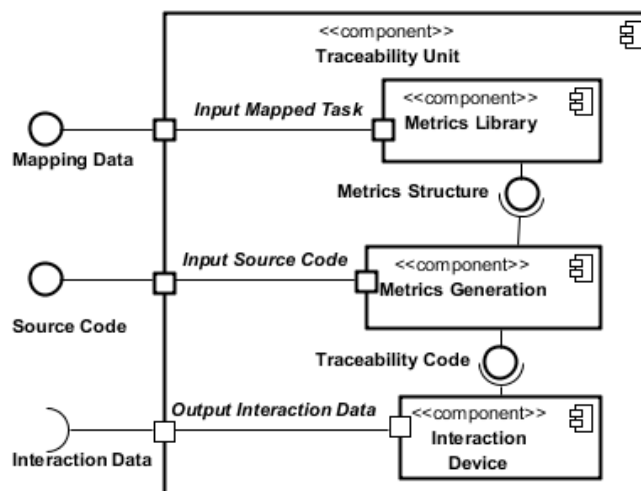 <<component>>
Traceability Unit
Input Mapped Task
<<component>>
Metrics Library
Mapping Data
Metrics Structure
Input Source Code
<<component>>
Metrics Generation
Source Code
Traceability Code
Output Interaction Data
<<component>>
Interaction
Device
Interaction Data